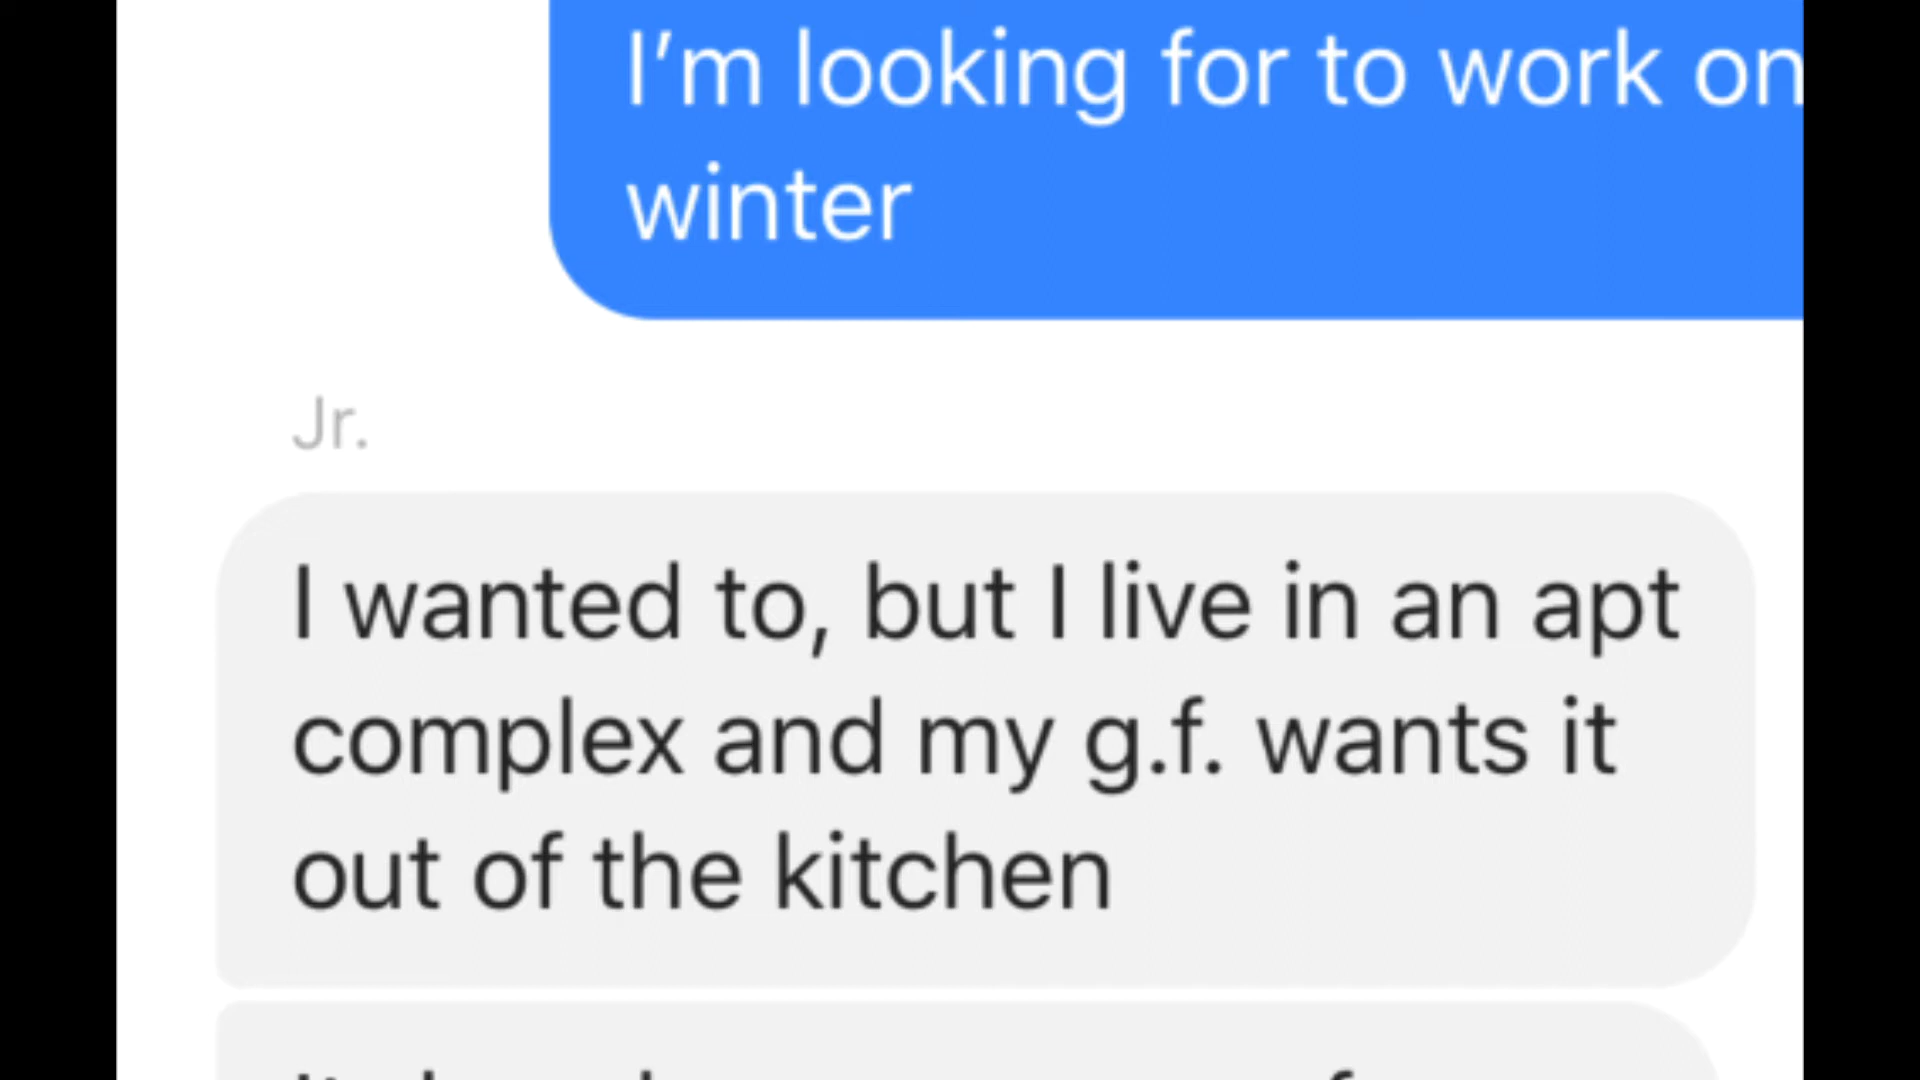 I'm looking for to work on
winter
Jr.
I wanted to, but I live in an apt
complex and my g.f. wants it
out of the kitchen